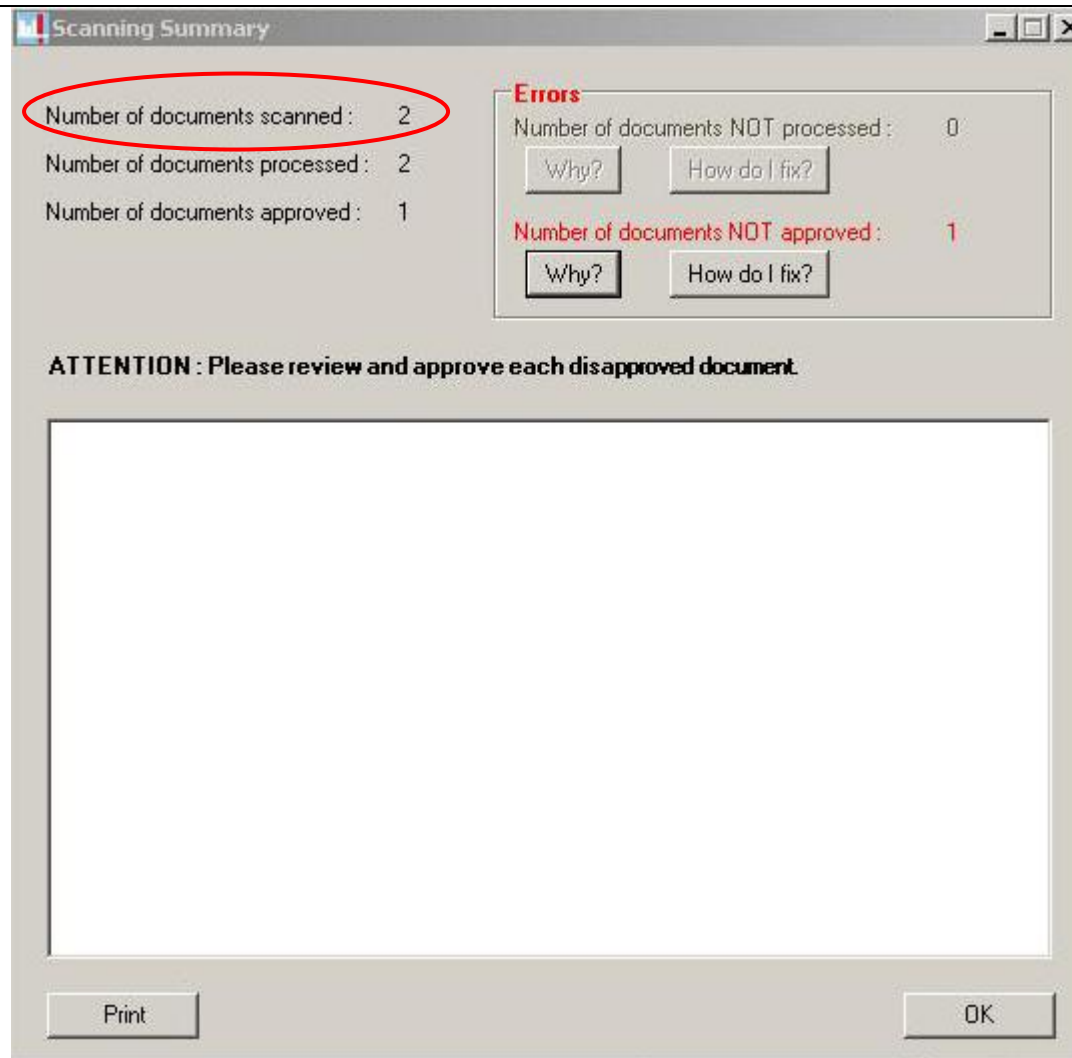 Scanning Summary
Number of documents scanned : 2
Number of documents processed : 2
Number of documents approved : 1
Errors
Number of documents NOT processed : 0
Why? How do I fix?
Number of documents NOT approved : 1
Why? How do I fix?
ATTENTION : Please review and approve each disapproved document.
Print OK